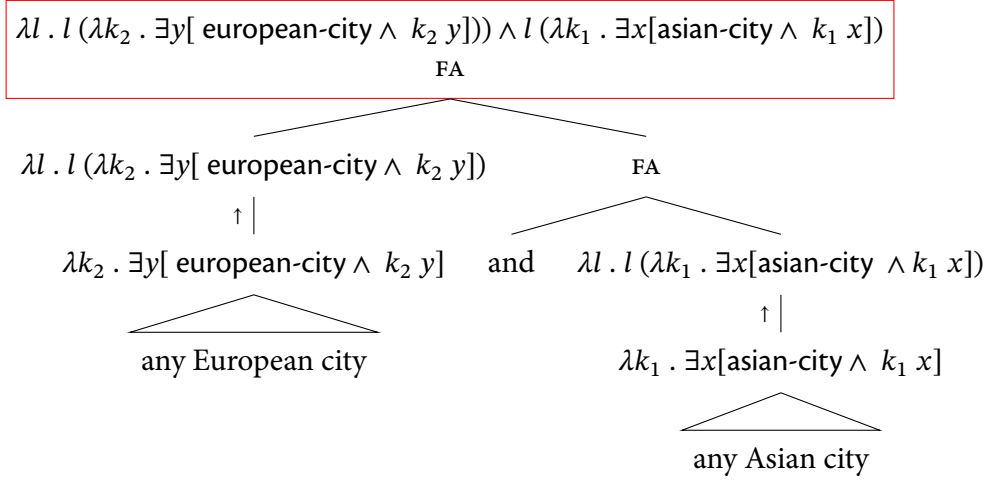 λl . l (λk₂ . ∃y[ european-city ∧ k₂ y])) ∧ l (λk₁ . ∃x[asian-city ∧ k₁ x])
FA
λl . l (λk₂ . ∃y[ european-city ∧ k₂ y])
FA
↑
λk₂ . ∃y[ european-city ∧ k₂ y]
and
λl . l (λk₁ . ∃x[asian-city ∧ k₁ x])
↑
any European city
λk₁ . ∃x[asian-city ∧ k₁ x]
any Asian city